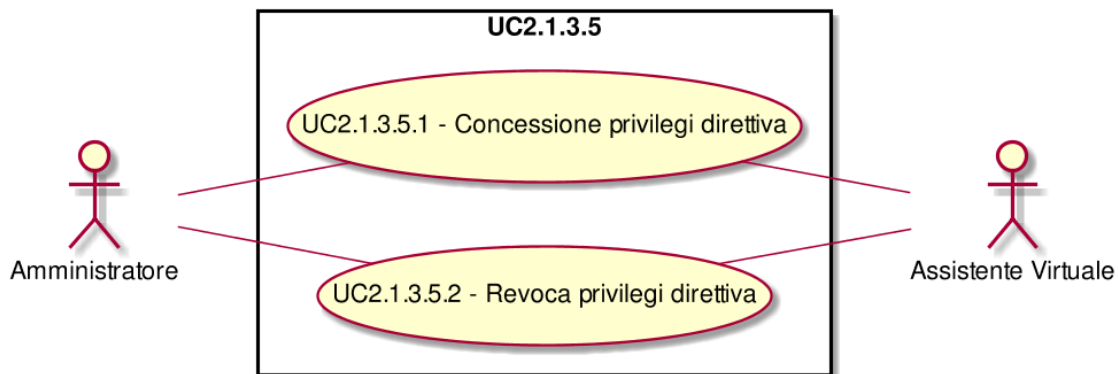 UC2.1.3.5
UC2.1.3.5.1 - Concessione privilegi direttiva
Amministratore
Assistente Virtuale
UC2.1.3.5.2 - Revoca privilegi direttiva